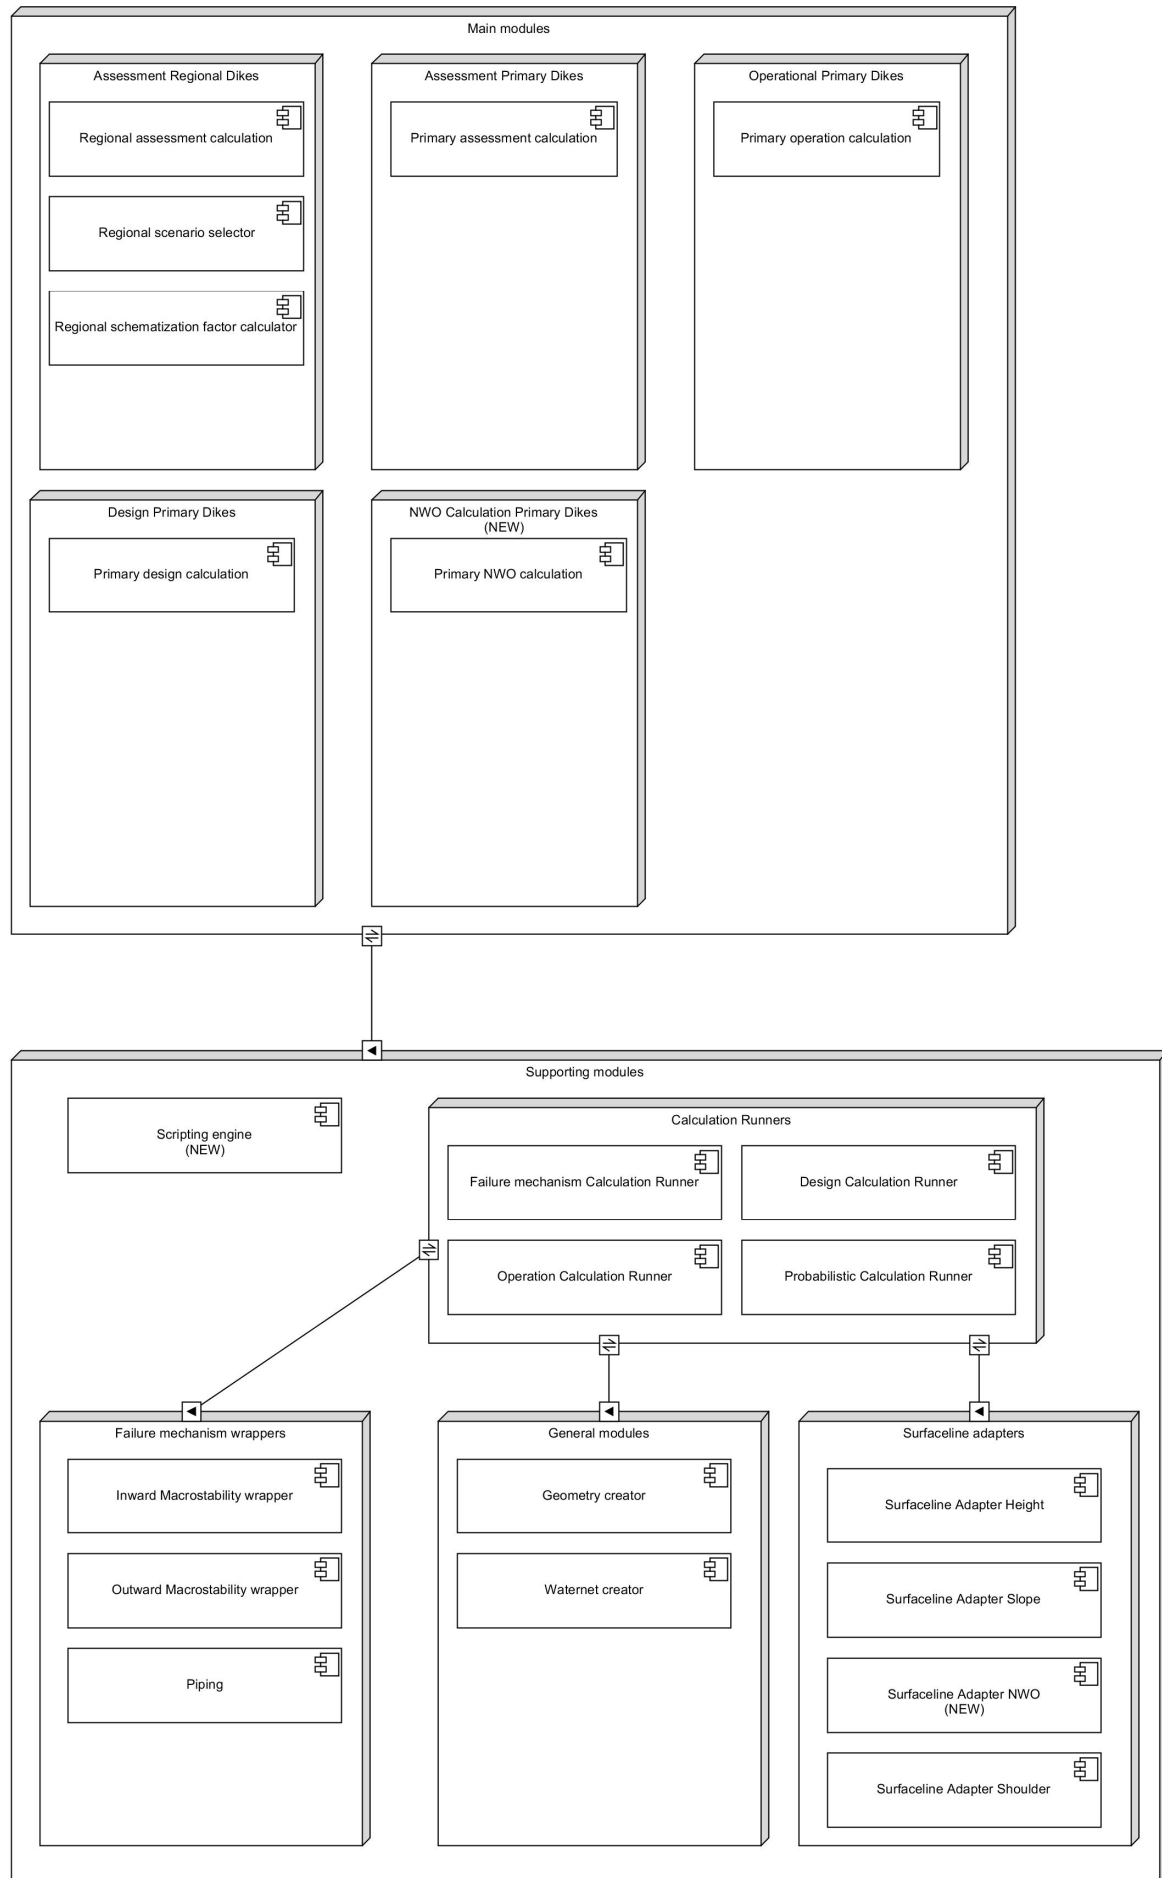 Main modules
Assessment Regional Dikes
Regional assessment calculation
Regional scenario selector
Regional schematization factor calculator
Assessment Primary Dikes
Primary assessment calculation
Operational Primary Dikes
Primary operation calculation
Design Primary Dikes
Primary design calculation
NWO Calculation Primary Dikes
(NEW)
Primary NWO calculation
Supporting modules
Scripting engine
(NEW)
Calculation Runners
Failure mechanism Calculation Runner
Design Calculation Runner
Operation Calculation Runner
Probabilistic Calculation Runner
Failure mechanism wrappers
Inward Macrostability wrapper
Outward Macrostability wrapper
Piping
General modules
Geometry creator
Waternet creator
Surfaceline adapters
Surfaceline Adapter Height
Surfaceline Adapter Slope
Surfaceline Adapter NWO
(NEW)
Surfaceline Adapter Shoulder